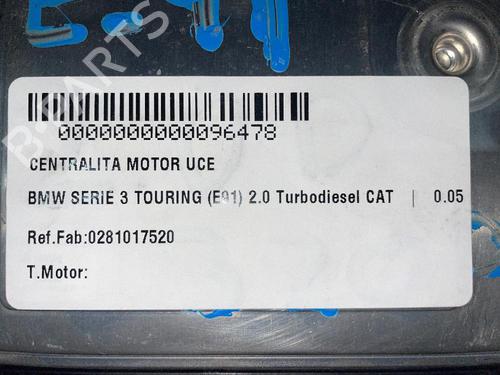 0000000000096478
CENTRALITA MOTOR UCE
BMW SERIE 3 TOURING (E91) 2.0 Turbodiesel CAT | 0.05
Ref.Fab:0281017520
T.Motor:
B-PARTS